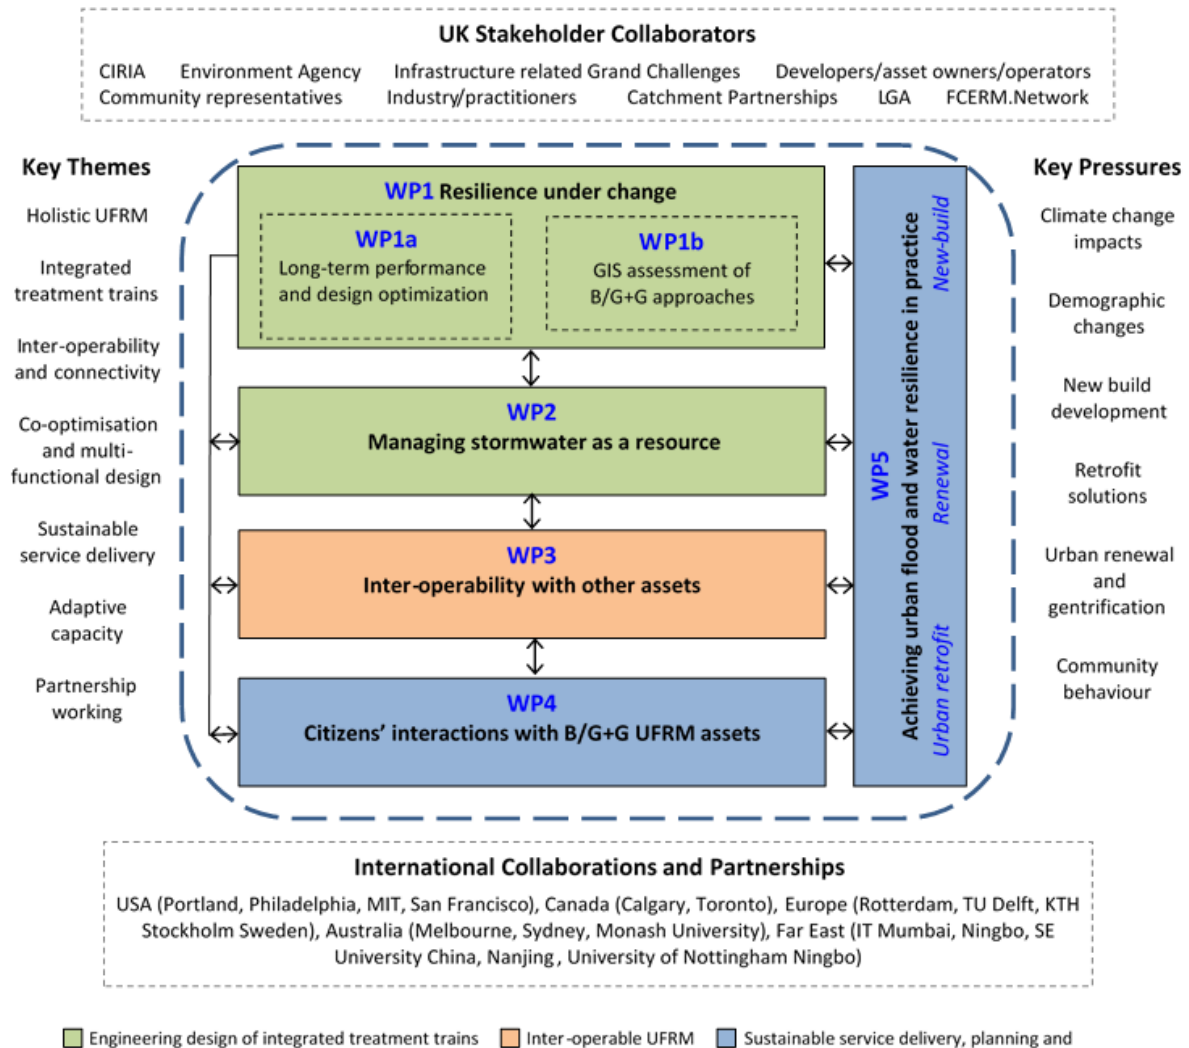 UK Stakeholder Collaborators
CIRIA Environment Agency Infrastructure related Grand Challenges Developers/asset owners/operators
Community representatives Industry/practitioners Catchment Partnerships LGA FCERM.Network
Key Themes
Holistic UFRM
Integrated
treatment trains
Inter-operability
and connectivity
Co-optimisation
and multi-
functional design
Sustainable
service delivery
Adaptive
capacity
Partnership
working
WP1 Resilience under change
WP1a
Long-term performance
and design optimization
WP1b
GIS assessment of
B/G+G approaches
WP2
Managing stormwater as a resource
WP3
Inter-operability with other assets
WP4
Citizens’ interactions with B/G+G UFRM assets
WP5
Achieving urban flood and water resilience in practice
Urban retrofit Renewal New-build
Key Pressures
Climate change
impacts
Demographic
changes
New build
development
Retrofit
solutions
Urban renewal
and
gentrification
Community
behaviour
International Collaborations and Partnerships
USA (Portland, Philadelphia, MIT, San Francisco), Canada (Calgary, Toronto), Europe (Rotterdam, TU Delft, KTH
Stockholm Sweden), Australia (Melbourne, Sydney, Monash University), Far East (IT Mumbai, Ningbo, SE
University China, Nanjing, University of Nottingham Ningbo)
Engineering design of integrated treatment trains Inter-operable UFRM Sustainable service delivery, planning and